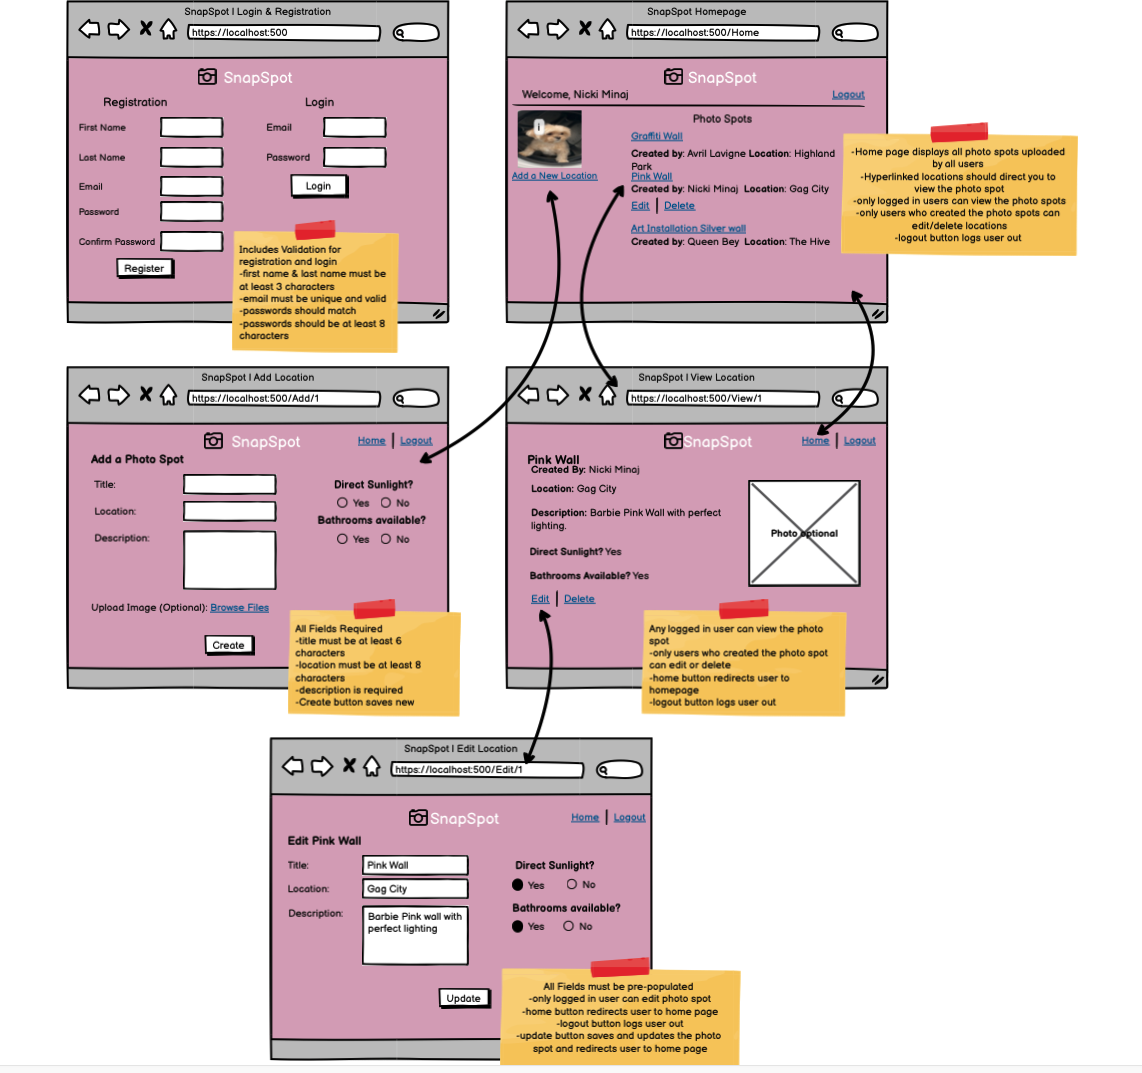 SnapSpot | Login & Registration
https://localhost:500
SnapSpot
Registration
Login
First Name
Last Name
Email
Password
Confirm Password
Register
Email
Password
Login
Includes Validation for
registration and login
-first name & last name must be
at least 3 characters
-email must be unique and valid
-passwords should match
-passwords should be at least 8
characters
SnapSpot Homepage
https://localhost:500/Home
SnapSpot
Welcome, Nicki Minaj
Logout
Add a New Location
Photo Spots
Graffiti Wall
Created by: Avril Lavigne Location: Highland
Park
Pink Wall
Created by: Nicki Minaj Location: Gag City
Edit | Delete
Art Installation Silver wall
Created by: Queen Bey Location: The Hive
-Home page displays all photo spots uploaded
by all users
-Hyperlinked locations should direct you to
view the photo spot
-only logged in users can view the photo spots
-only users who created the photo spots can
edit/delete locations
-logout button logs user out
SnapSpot | Add Location
https://localhost:500/Add/1
SnapSpot
Home | Logout
Add a Photo Spot
Title:
Location:
Description:
Direct Sunlight?
Yes No
Bathrooms available?
Yes No
Upload Image (Optional): Browse Files
Create
All Fields Required
-title must be at least 6
characters
-location must be at least 8
characters
-description is required
-Create button saves new
SnapSpot | View Location
https://localhost:500/View/1
SnapSpot
Home | Logout
Pink Wall
Created By: Nicki Minaj
Location: Gag City
Description: Barbie Pink Wall with perfect
lighting.
Direct Sunlight? Yes
Bathrooms Available? Yes
Edit | Delete
Photo optional
Any logged in user can view the photo
spot
-only users who created the photo spot
can edit or delete
-home button redirects user to
homepage
-logout button logs user out
SnapSpot | Edit Location
https://localhost:500/Edit/1
SnapSpot
Home | Logout
Edit Pink Wall
Title: Pink Wall
Location: Gag City
Description: Barbie Pink wall with
perfect lighting
Direct Sunlight?
Yes No
Bathrooms available?
Yes No
Update
All Fields must be pre-populated
-only logged in user can edit photo spot
-home button redirects user to home page
-logout button logs user out
-update button saves and updates the photo
spot and redirects user to home page